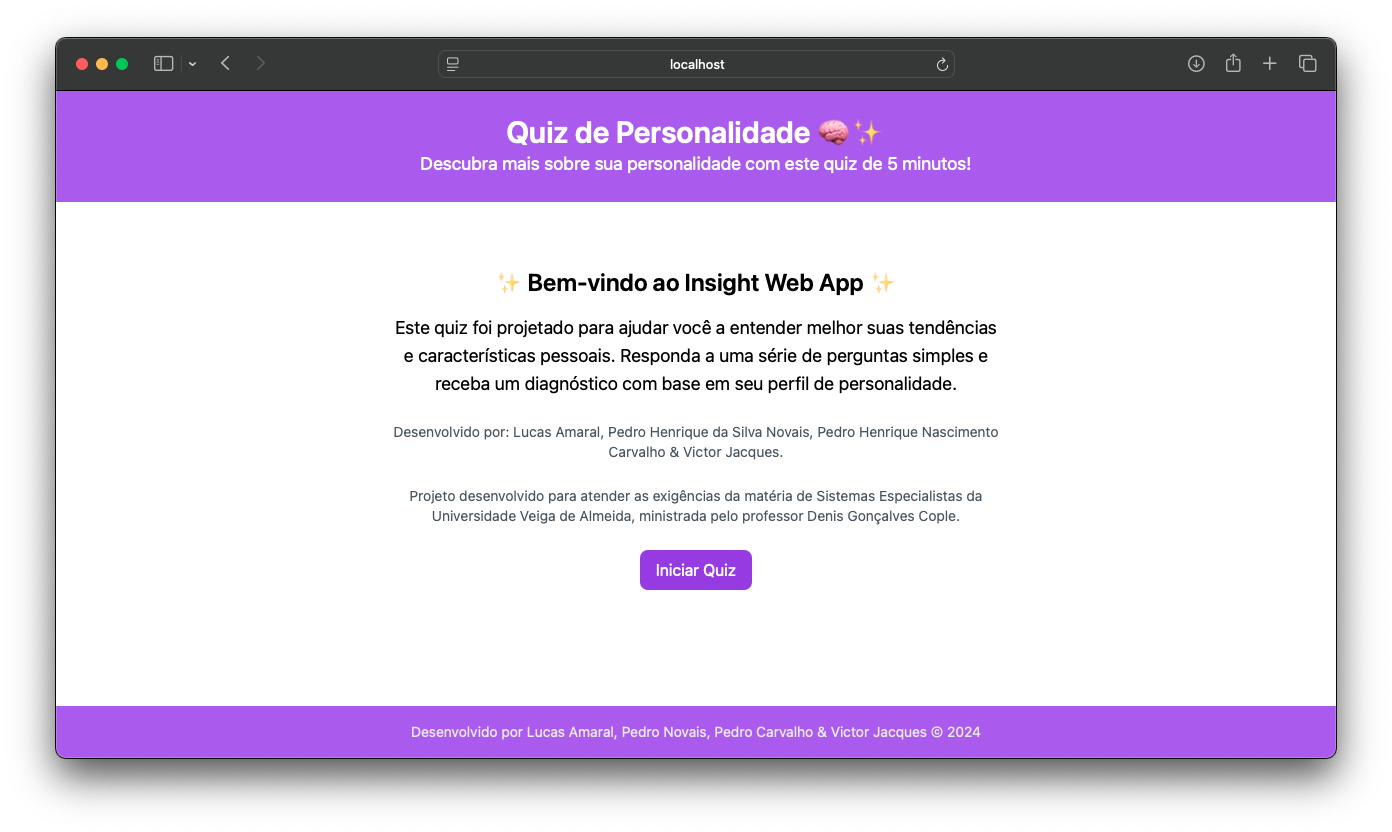 localhost
Quiz de Personalidade 🧠✨
Descubra mais sobre sua personalidade com este quiz de 5 minutos!
✨ Bem-vindo ao Insight Web App ✨
Este quiz foi projetado para ajudar você a entender melhor suas tendências
e características pessoais. Responda a uma série de perguntas simples e
receba um diagnóstico com base em seu perfil de personalidade.
Desenvolvido por: Lucas Amaral, Pedro Henrique da Silva Novais, Pedro Henrique Nascimento
Carvalho & Victor Jacques.
Projeto desenvolvido para atender as exigências da matéria de Sistemas Especialistas da
Universidade Veiga de Almeida, ministrada pelo professor Denis Gonçalves Cople.
Iniciar Quiz
Desenvolvido por Lucas Amaral, Pedro Novais, Pedro Carvalho & Victor Jacques © 2024